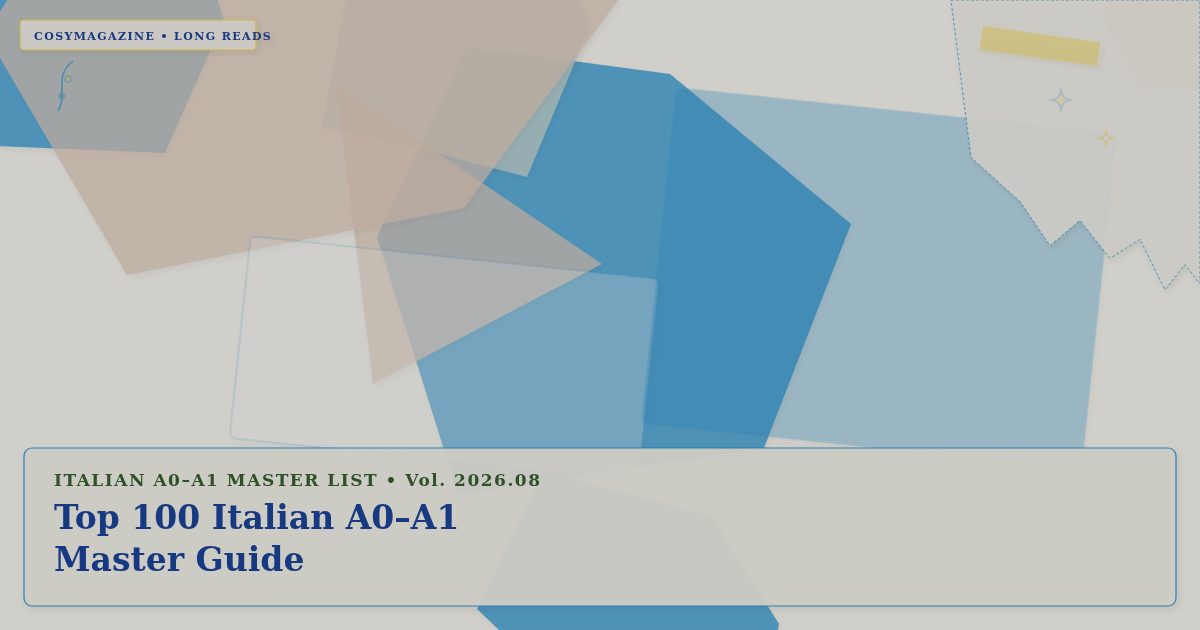 COSYMAGAZINE • LONG READS
ITALIAN A0–A1 MASTER LIST • Vol. 2026.08
Top 100 Italian A0–A1
Master Guide